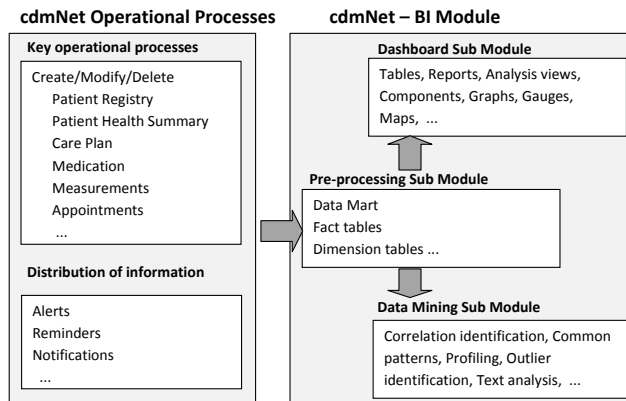 cdmNet Operational Processes
Key operational processes
Create/Modify/Delete
Patient Registry
Patient Health Summary
Care Plan
Medication
Measurements
Appointments
...
Distribution of information
Alerts
Reminders
Notifications
...
cdmNet – BI Module
Dashboard Sub Module
Tables, Reports, Analysis views,
Components, Graphs, Gauges,
Maps, ...
Pre-processing Sub Module
Data Mart
Fact tables
Dimension tables ...
Data Mining Sub Module
Correlation identification, Common
patterns, Profiling, Outlier
identification, Text analysis, ...